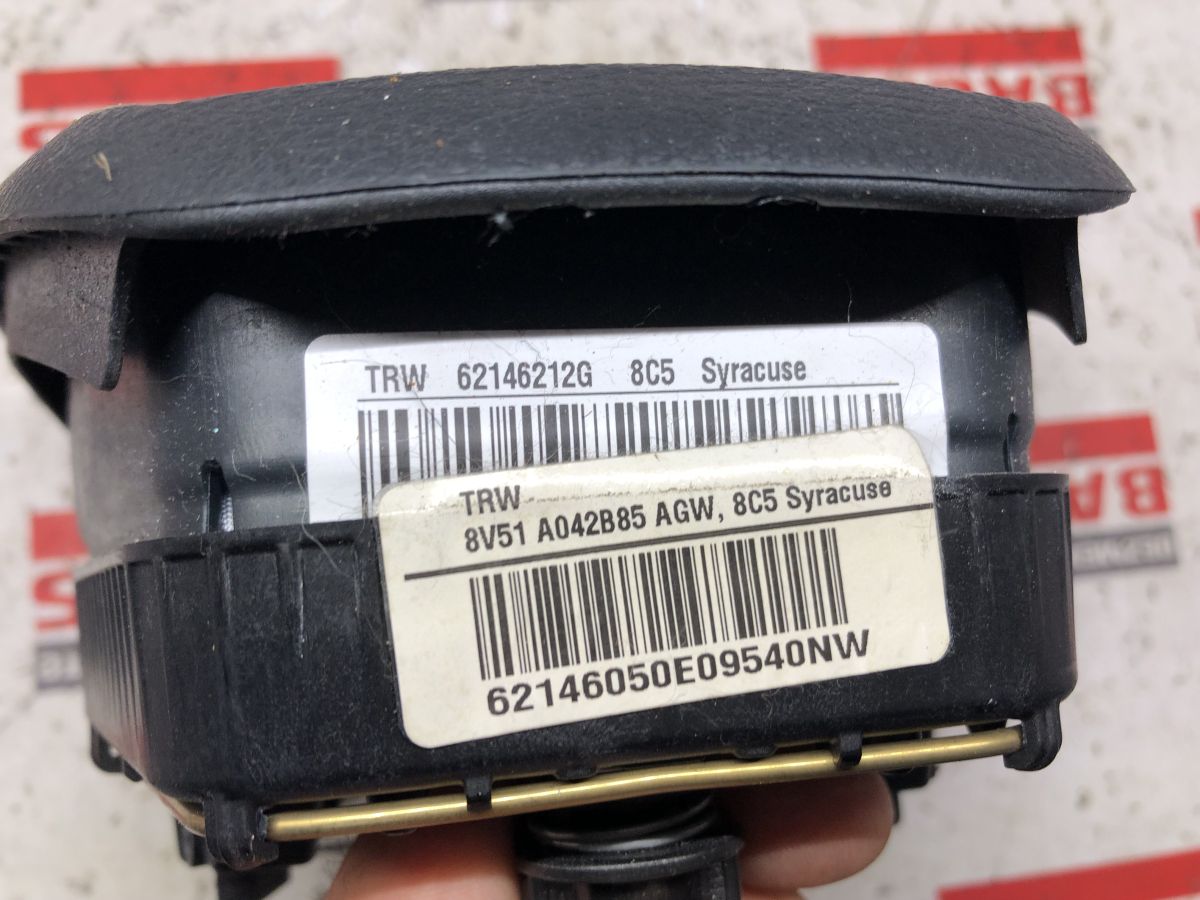 TRW 62146212G 8C5 Syracuse
TRW
8V51 A042B85 AGW, 8C5 Syracuse
62146050E09540NW